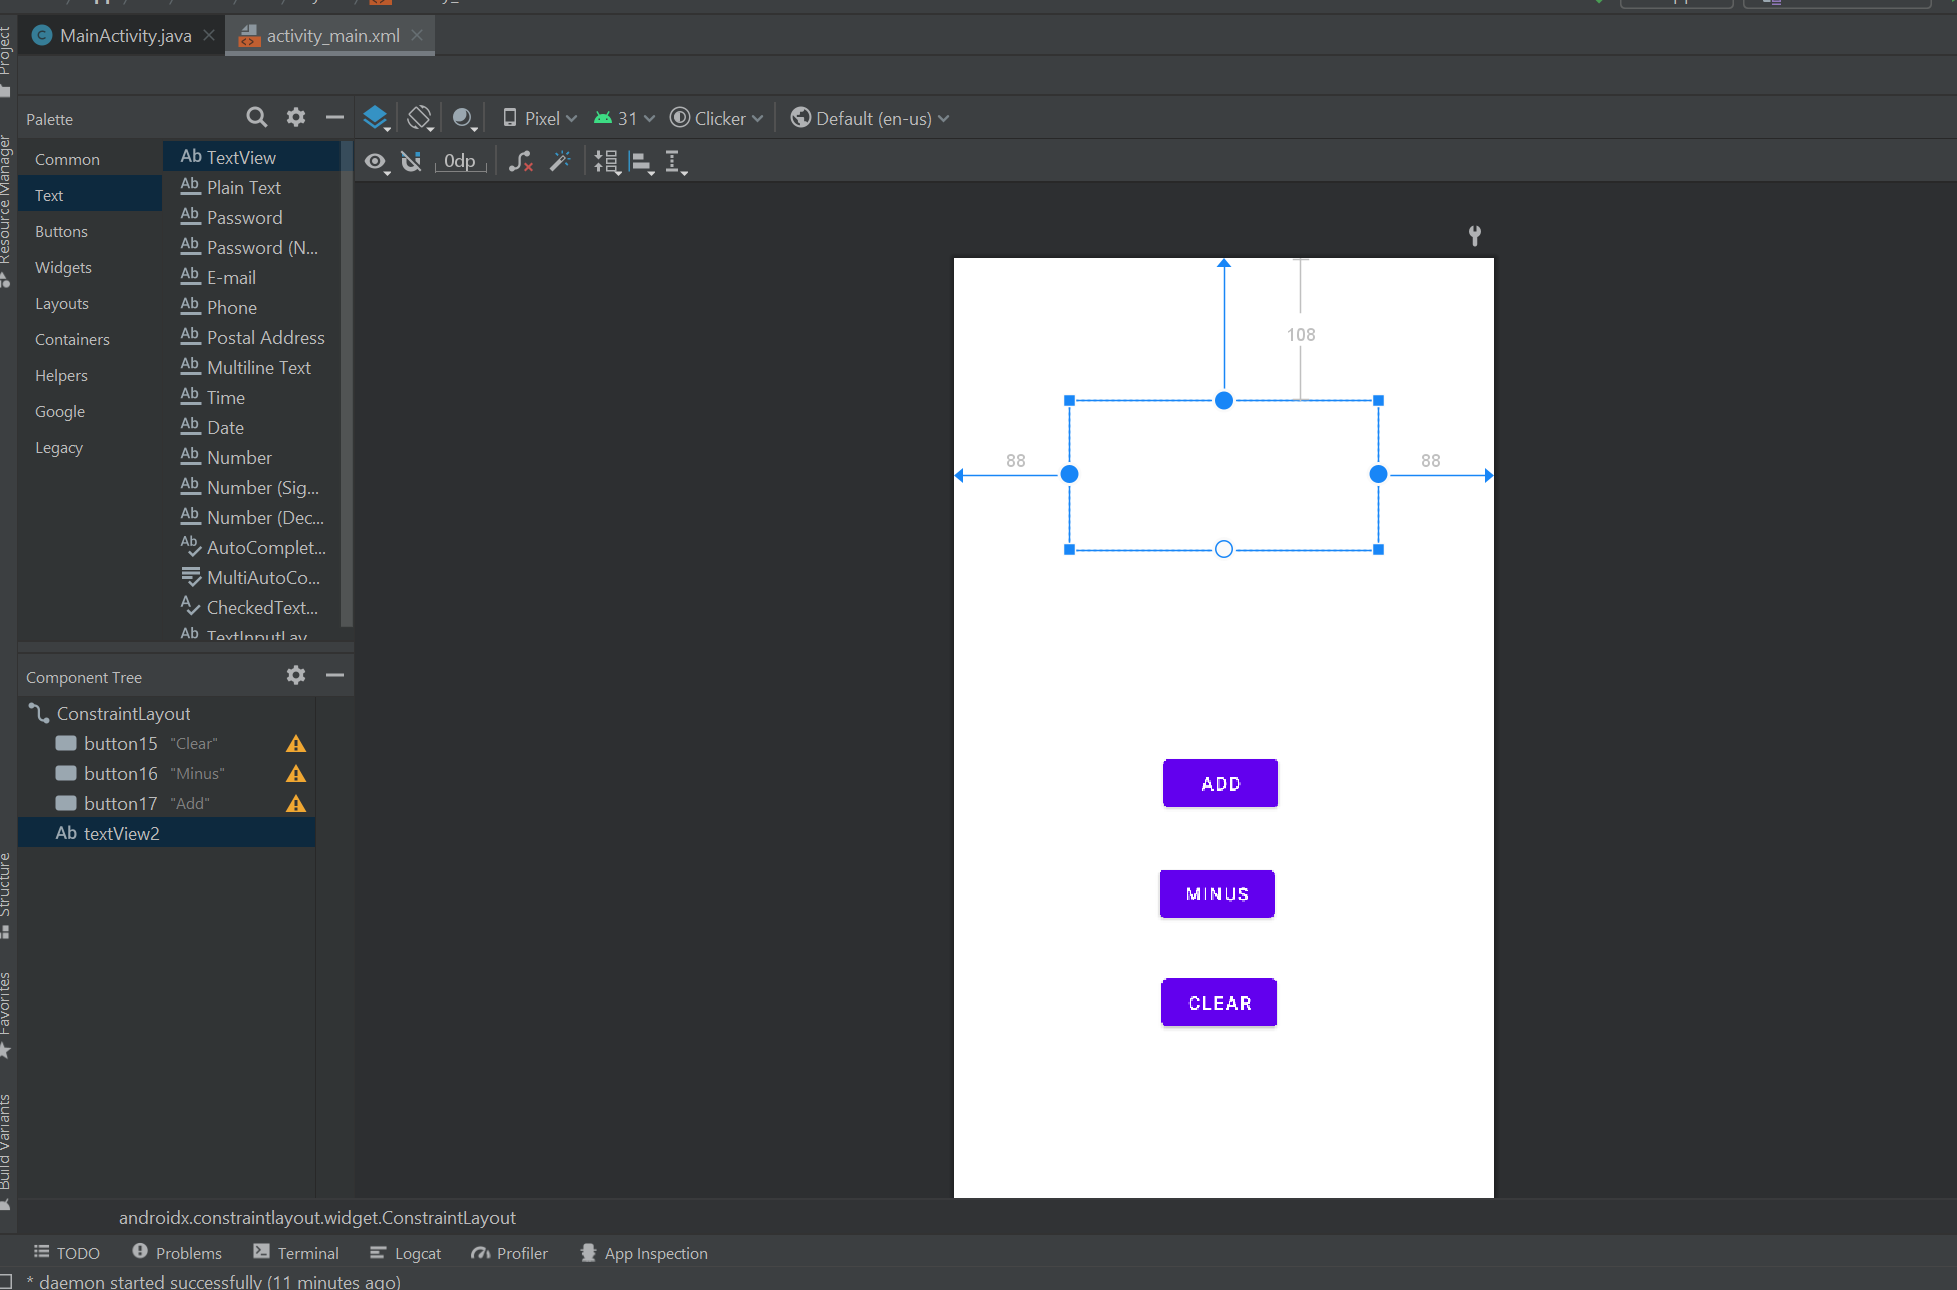 MainActivity.java
activity_main.xml
Project
Resource Manager
Palette
Pixel
31
Clicker
Default (en-us)
0dp
Common
Text
Buttons
Widgets
Layouts
Containers
Helpers
Google
Legacy
Ab TextView
Ab Plain Text
Ab Password
Ab Password (N...
Ab E-mail
Ab Phone
Ab Postal Address
Ab Multiline Text
Ab Time
Ab Date
Ab Number
Ab Number (Sig...
Ab Number (Dec...
Ab AutoComplet...
MultiAutoCo...
A CheckedText...
Ab TextInputLay
108
88
88
ADD
MINUS
CLEAR
Component Tree
ConstraintLayout
button15 "Clear"
button16 "Minus"
button17 "Add"
Ab textView2
Structure
Favorites
Build Variants
androidx.constraintlayout.widget.ConstraintLayout
TODO
Problems
Terminal
Logcat
Profiler
App Inspection
* daemon started successfully (11 minutes ago)